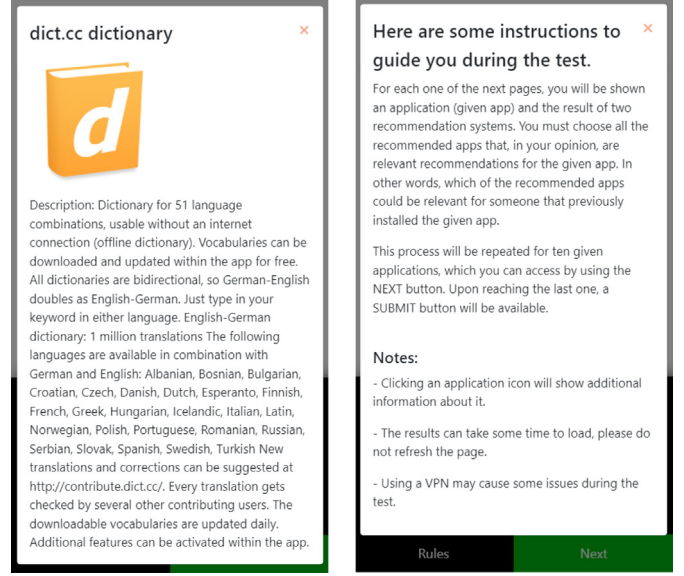 dict.cc dictionary
×
d
Description: Dictionary for 51 language
combinations, usable without an internet
connection (offline dictionary). Vocabularies can be
downloaded and updated within the app for free.
All dictionaries are bidirectional, so German-English
doubles as English-German. Just type in your
keyword in either language. English-German
dictionary: 1 million translations The following
languages are available in combination with
German and English: Albanian, Bosnian, Bulgarian,
Croatian, Czech, Danish, Dutch, Esperanto, Finnish,
French, Greek, Hungarian, Icelandic, Italian, Latin,
Norwegian, Polish, Portuguese, Romanian, Russian,
Serbian, Slovak, Spanish, Swedish, Turkish New
translations and corrections can be suggested at
http://contribute.dict.cc/. Every translation gets
checked by several other contributing users. The
downloadable vocabularies are updated daily.
Additional features can be activated within the app.
Here are some instructions to
×
guide you during the test.
For each one of the next pages, you will be shown
an application (given app) and the result of two
recommendation systems. You must choose all the
recommended apps that, in your opinion, are
relevant recommendations for the given app. In
other words, which of the recommended apps
could be relevant for someone that previously
installed the given app.
This process will be repeated for ten given
applications, which you can access by using the
NEXT button. Upon reaching the last one, a
SUBMIT button will be available.
Notes:
- Clicking an application icon will show additional
information about it.
- The results can take some time to load, please do
not refresh the page.
- Using a VPN may cause some issues during the
test.
Rules
Next